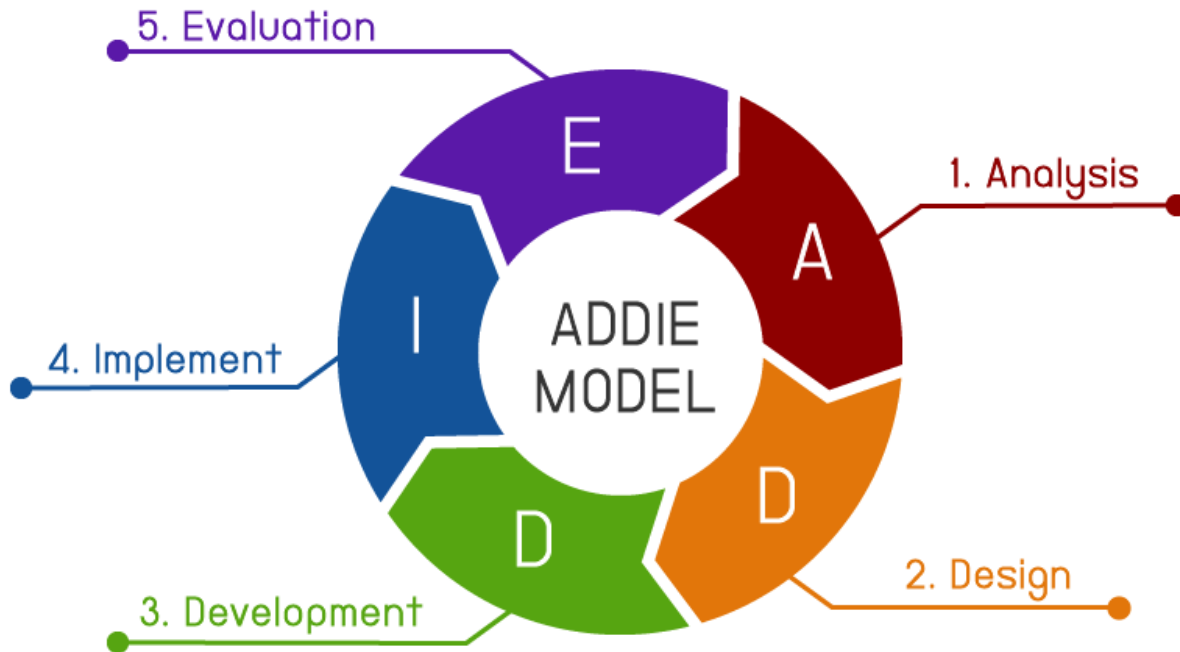 5. Evaluation
E
1. Analysis
A
ADDIE
MODEL
I
4. Implement
D
2. Design
D
3. Development